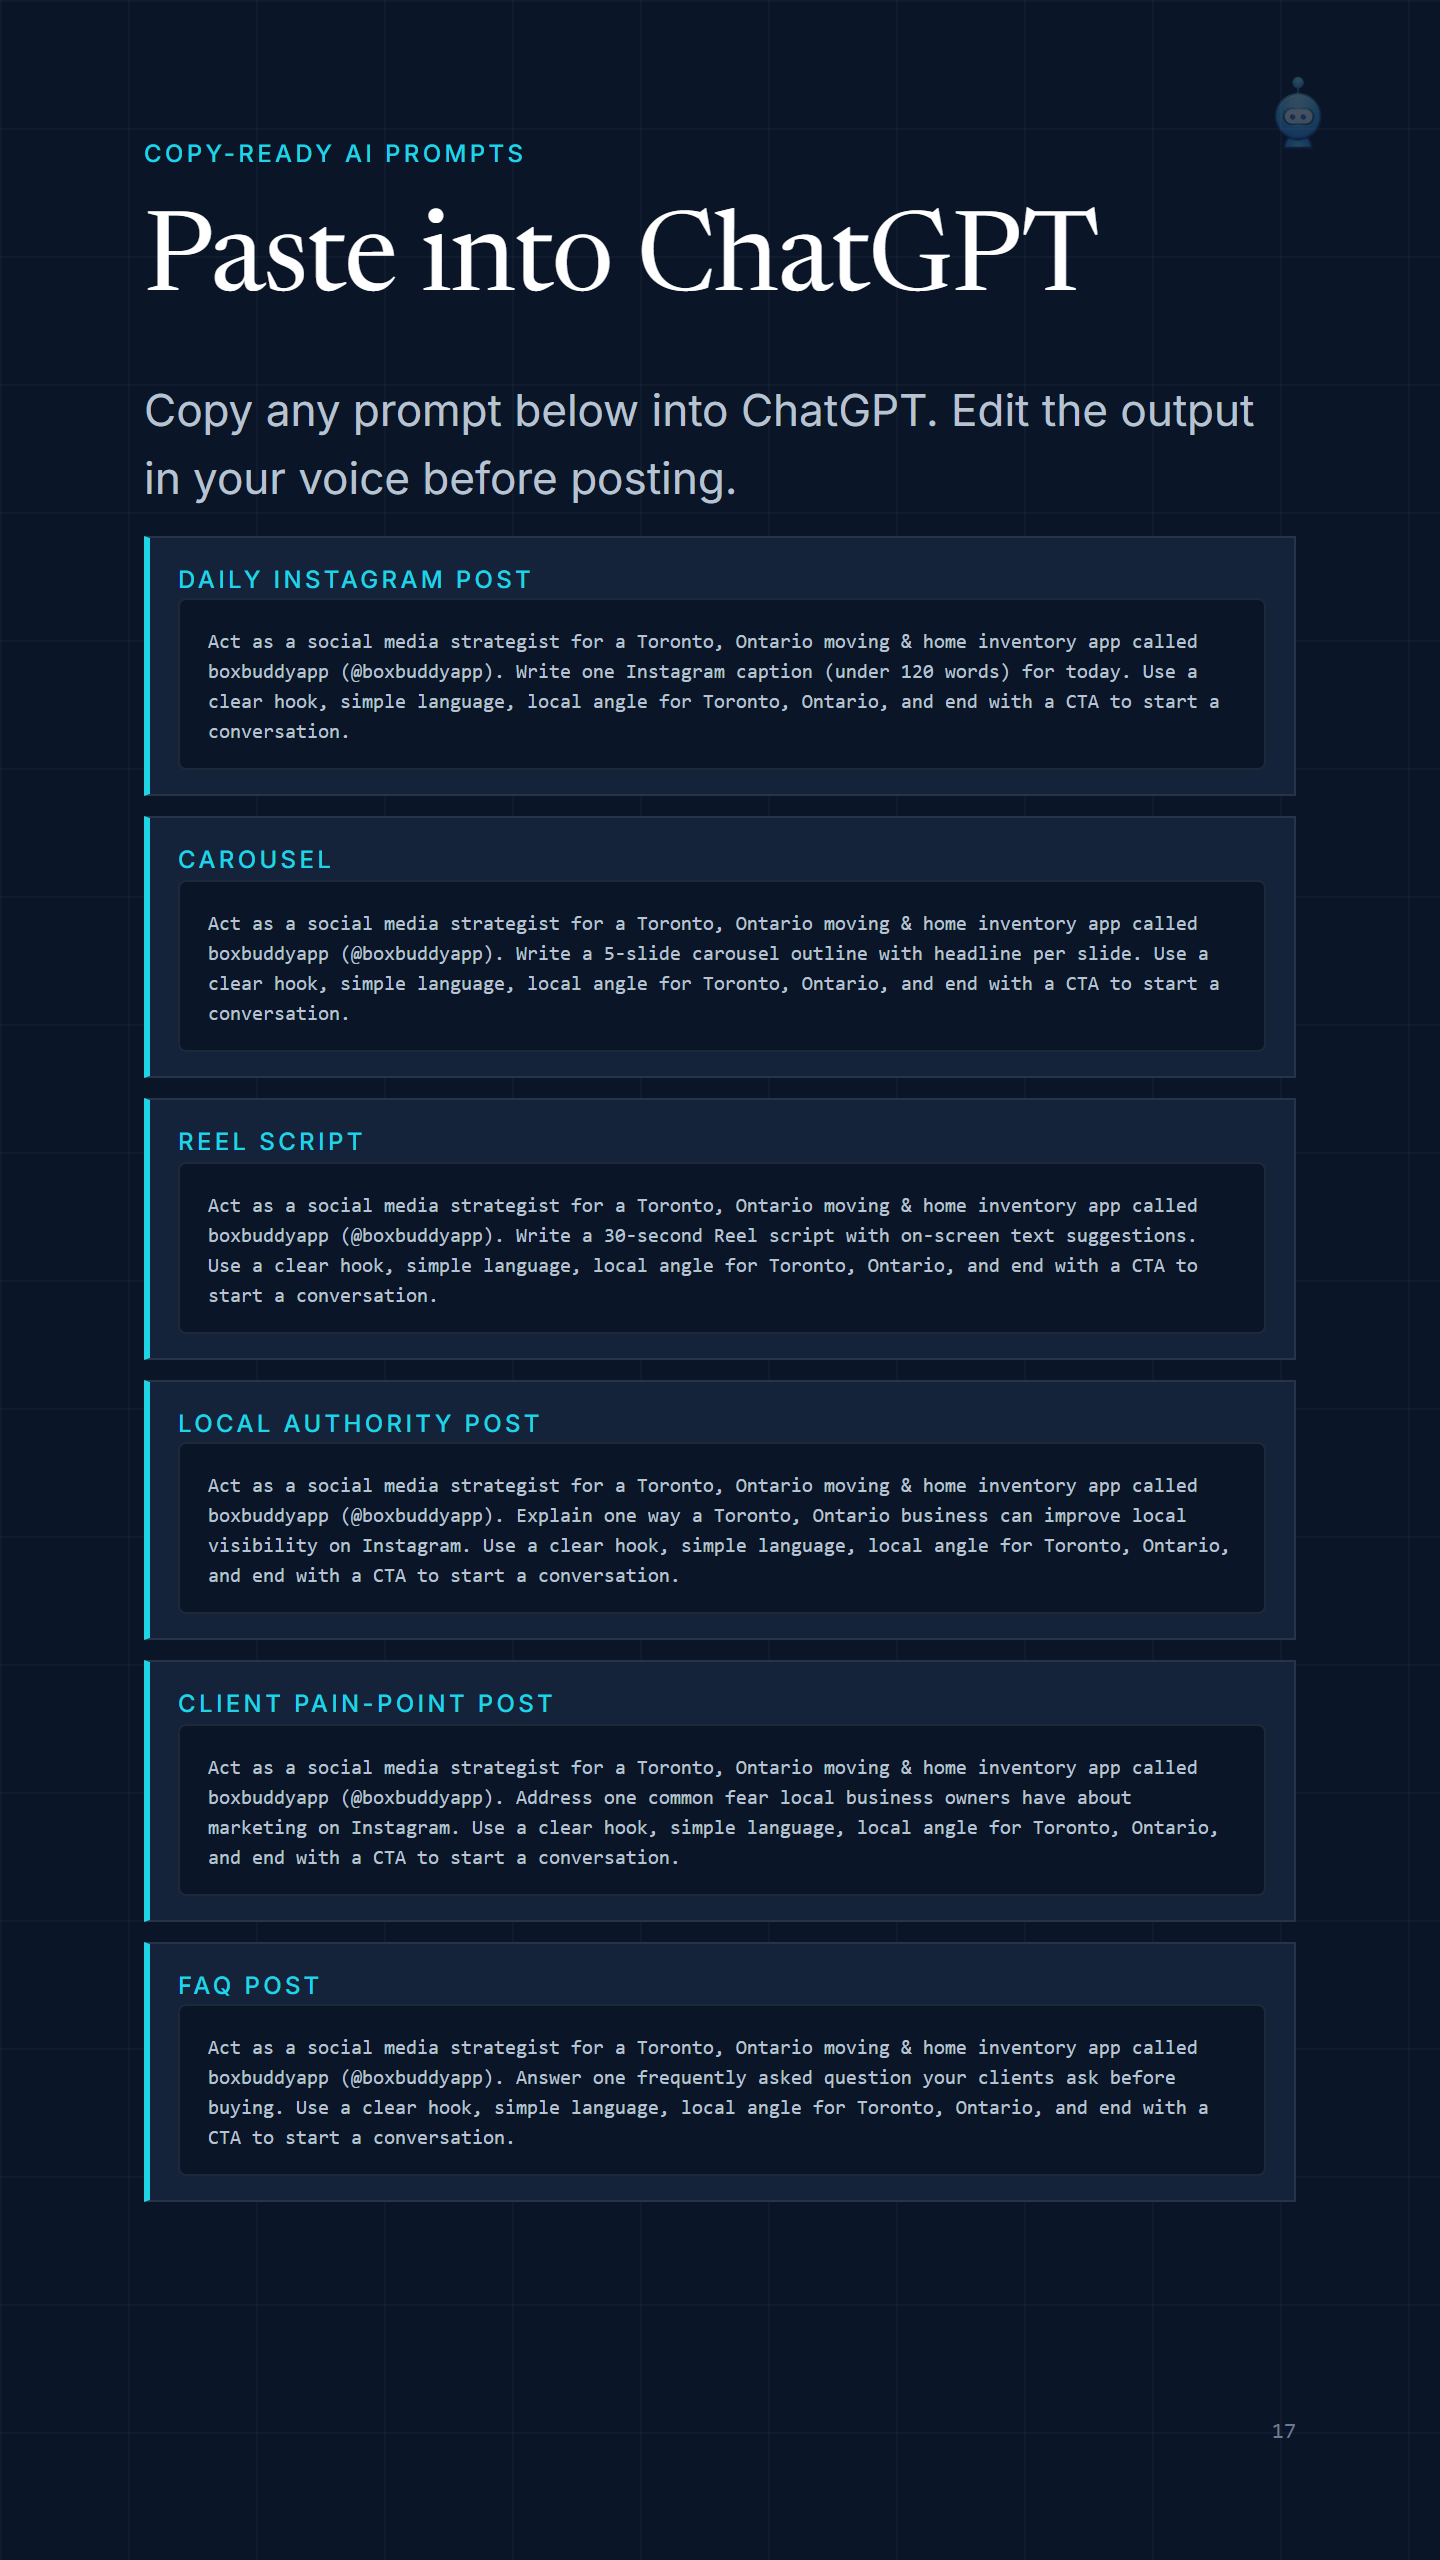 COPY-READY AI PROMPTS
Paste into ChatGPT
Copy any prompt below into ChatGPT. Edit the output
in your voice before posting.
DAILY INSTAGRAM POST
Act as a social media strategist for a Toronto, Ontario moving & home inventory app called
boxbuddyapp (@boxbuddyapp). Write one Instagram caption (under 120 words) for today. Use a
clear hook, simple language, local angle for Toronto, Ontario, and end with a CTA to start a
conversation.
CAROUSEL
Act as a social media strategist for a Toronto, Ontario moving & home inventory app called
boxbuddyapp (@boxbuddyapp). Write a 5-slide carousel outline with headline per slide. Use a
clear hook, simple language, local angle for Toronto, Ontario, and end with a CTA to start a
conversation.
REEL SCRIPT
Act as a social media strategist for a Toronto, Ontario moving & home inventory app called
boxbuddyapp (@boxbuddyapp). Write a 30-second Reel script with on-screen text suggestions.
Use a clear hook, simple language, local angle for Toronto, Ontario, and end with a CTA to
start a conversation.
LOCAL AUTHORITY POST
Act as a social media strategist for a Toronto, Ontario moving & home inventory app called
boxbuddyapp (@boxbuddyapp). Explain one way a Toronto, Ontario business can improve local
visibility on Instagram. Use a clear hook, simple language, local angle for Toronto, Ontario,
and end with a CTA to start a conversation.
CLIENT PAIN-POINT POST
Act as a social media strategist for a Toronto, Ontario moving & home inventory app called
boxbuddyapp (@boxbuddyapp). Address one common fear local business owners have about
marketing on Instagram. Use a clear hook, simple language, local angle for Toronto, Ontario,
and end with a CTA to start a conversation.
FAQ POST
Act as a social media strategist for a Toronto, Ontario moving & home inventory app called
boxbuddyapp (@boxbuddyapp). Answer one frequently asked question your clients ask before
buying. Use a clear hook, simple language, local angle for Toronto, Ontario, and end with a
CTA to start a conversation.
17